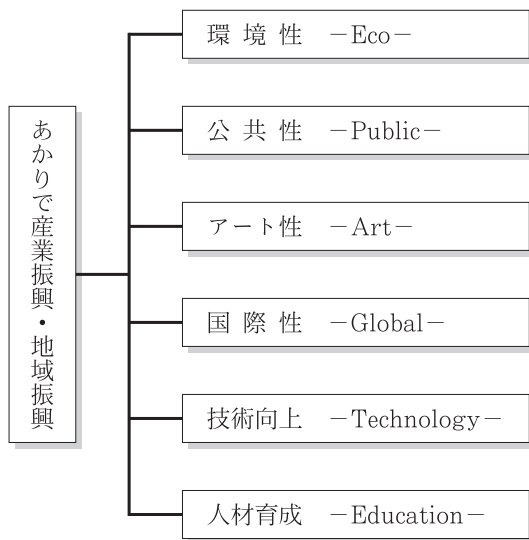 あかりで産業振興・地域振興
環境性 −Eco−
公共性 −Public−
アート性 −Art−
国際性 −Global−
技術向上 −Technology−
人材育成 −Education−